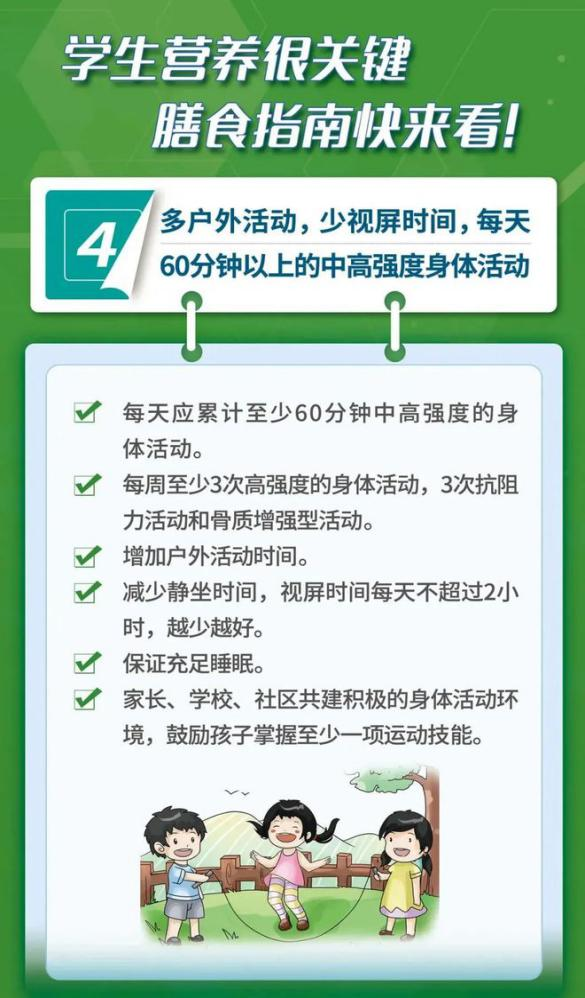 学生营养很关键
膳食指南快来看！
4
多户外活动，少视屏时间，每天
60分钟以上的中高强度身体活动
每天应累计至少60分钟中高强度的身
体活动。
每周至少3次高强度的身体活动，3次抗阻
力活动和骨质增强型活动。
增加户外活动时间。
减少静坐时间，视屏时间每天不超过2小
时，越少越好。
保证充足睡眠。
家长、学校、社区共建积极的身体活动环
境，鼓励孩子掌握至少一项运动技能。